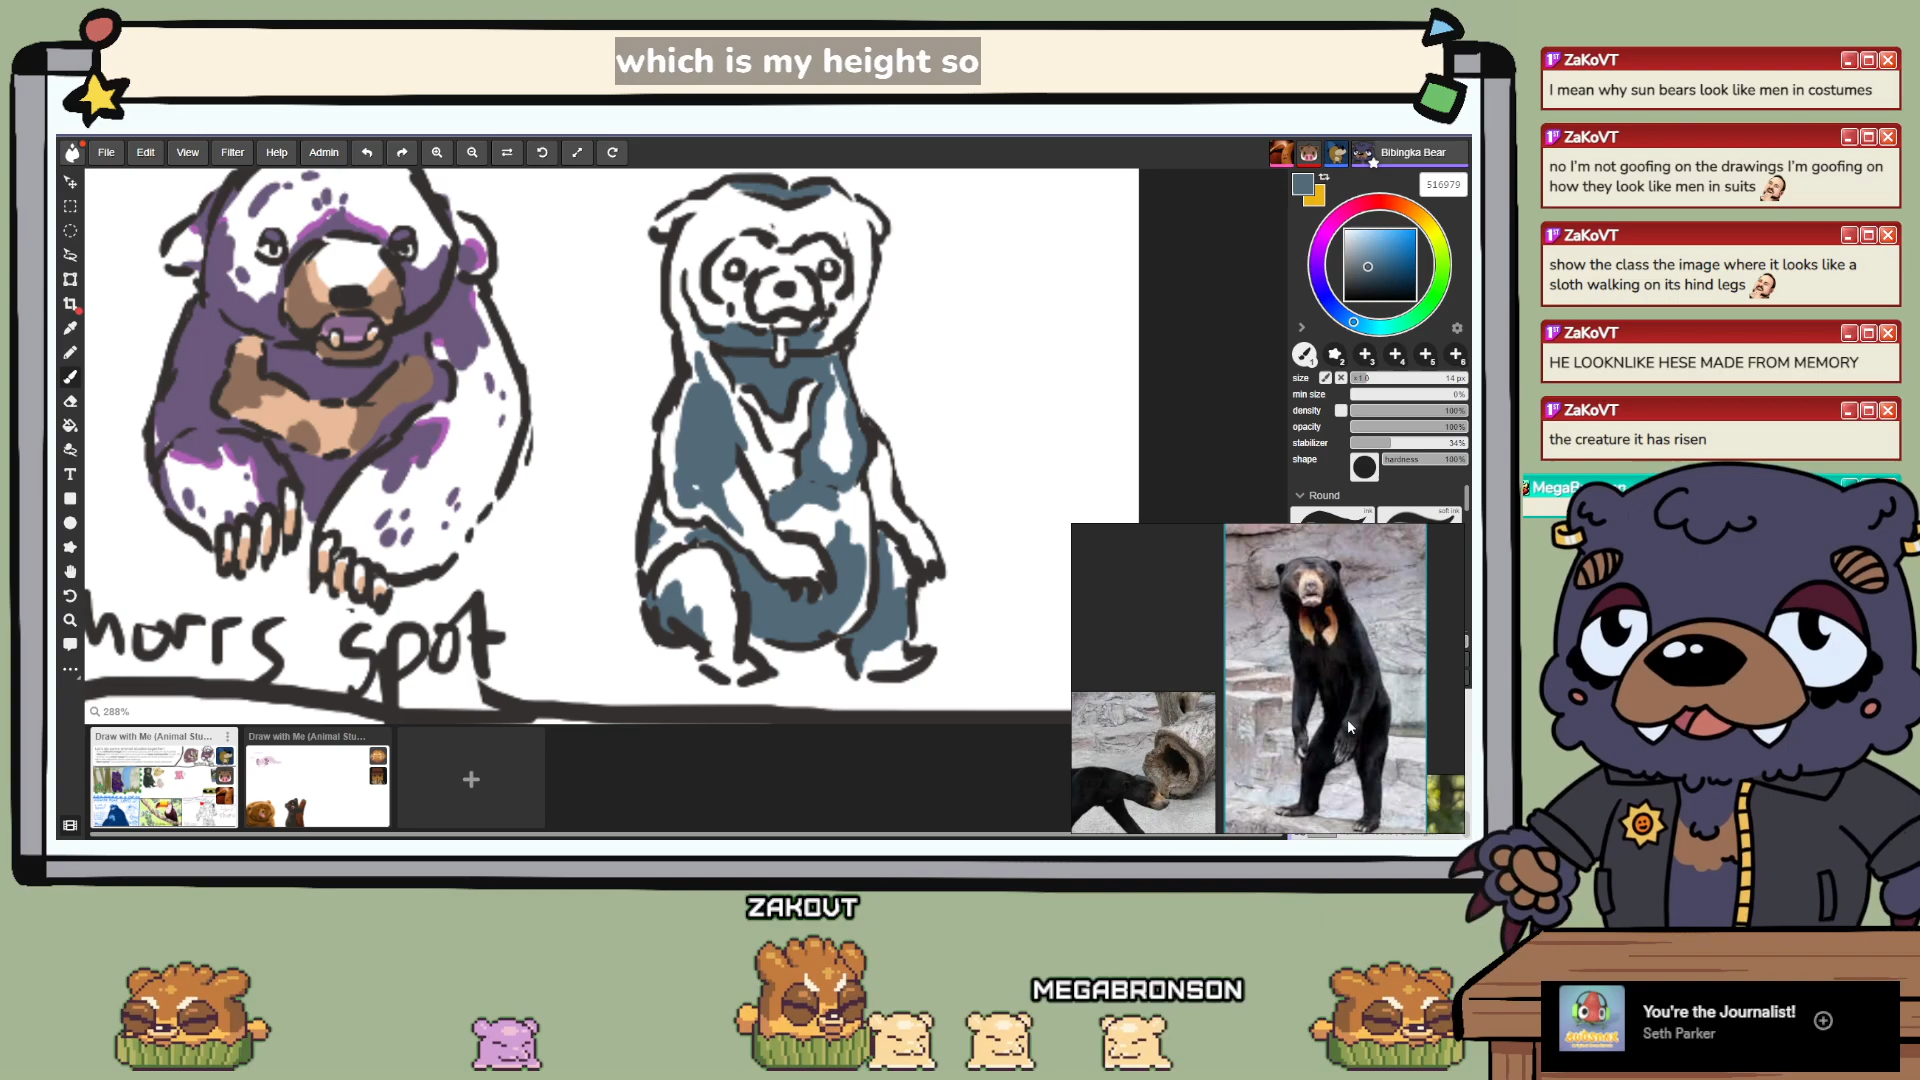 which is my height so
File
Edit
View
Filter
Help
Admin
Bibingka Bear
516979
size
x1.0
14 px
min size
0%
density
100%
opacity
100%
stabilizer
34%
shape
hardness
100%
Round
ink
soft ink
spot
288%
Draw with Me (Animal Stu...
Draw with Me (Animal Stu...
ZaKoVT
I mean why sun bears look like men in costumes
ZaKoVT
no I'm not goofing on the drawings I'm goofing on
how they look like men in suits
ZaKoVT
show the class the image where it looks like a
sloth walking on its hind legs
ZaKoVT
HE LOOKNLIKE HESE MADE FROM MEMORY
ZaKoVT
the creature it has risen
ZAKOVT
MEGABRONSON
You're the Journalist!
Seth Parker